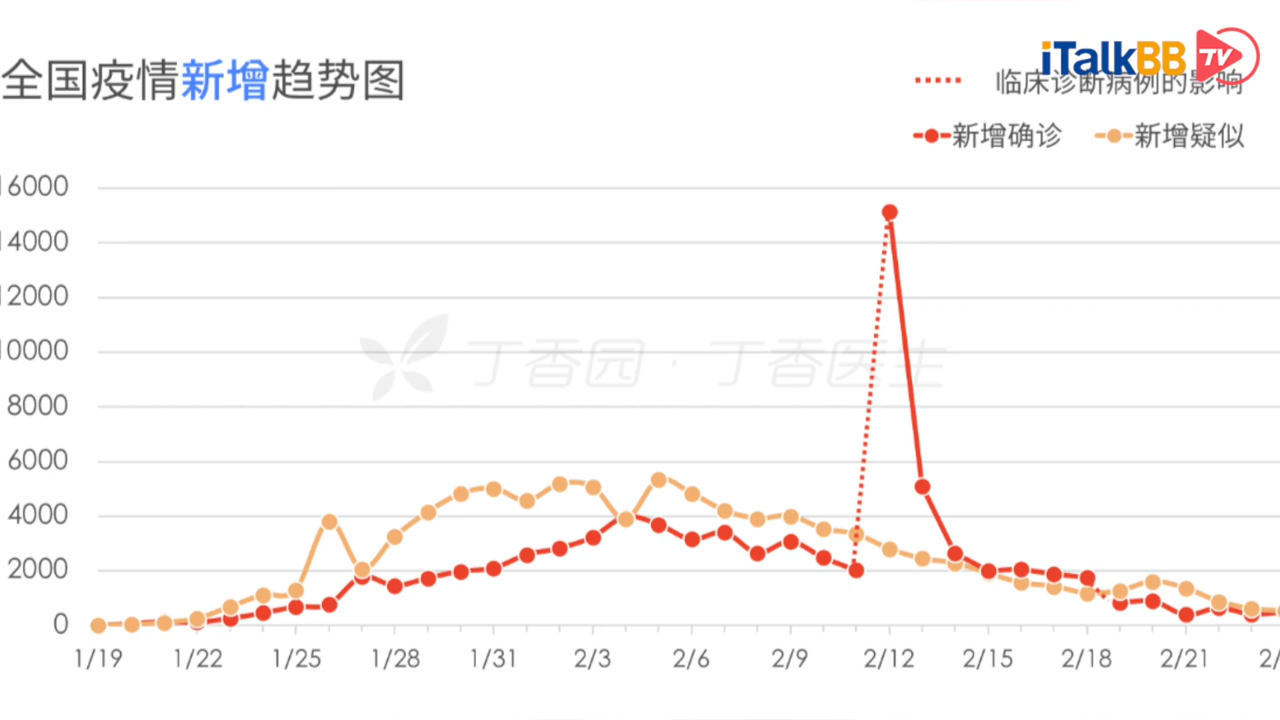 iTalkBB TV
全国疫情新增趋势图
临床诊断病例的影响
新增确诊 新增疑似
16000
14000
12000
10000
丁香园·丁香医生
8000
6000
4000
2000
0
1/19 1/22 1/25 1/28 1/31 2/3 2/6 2/9 2/12 2/15 2/18 2/21 2/